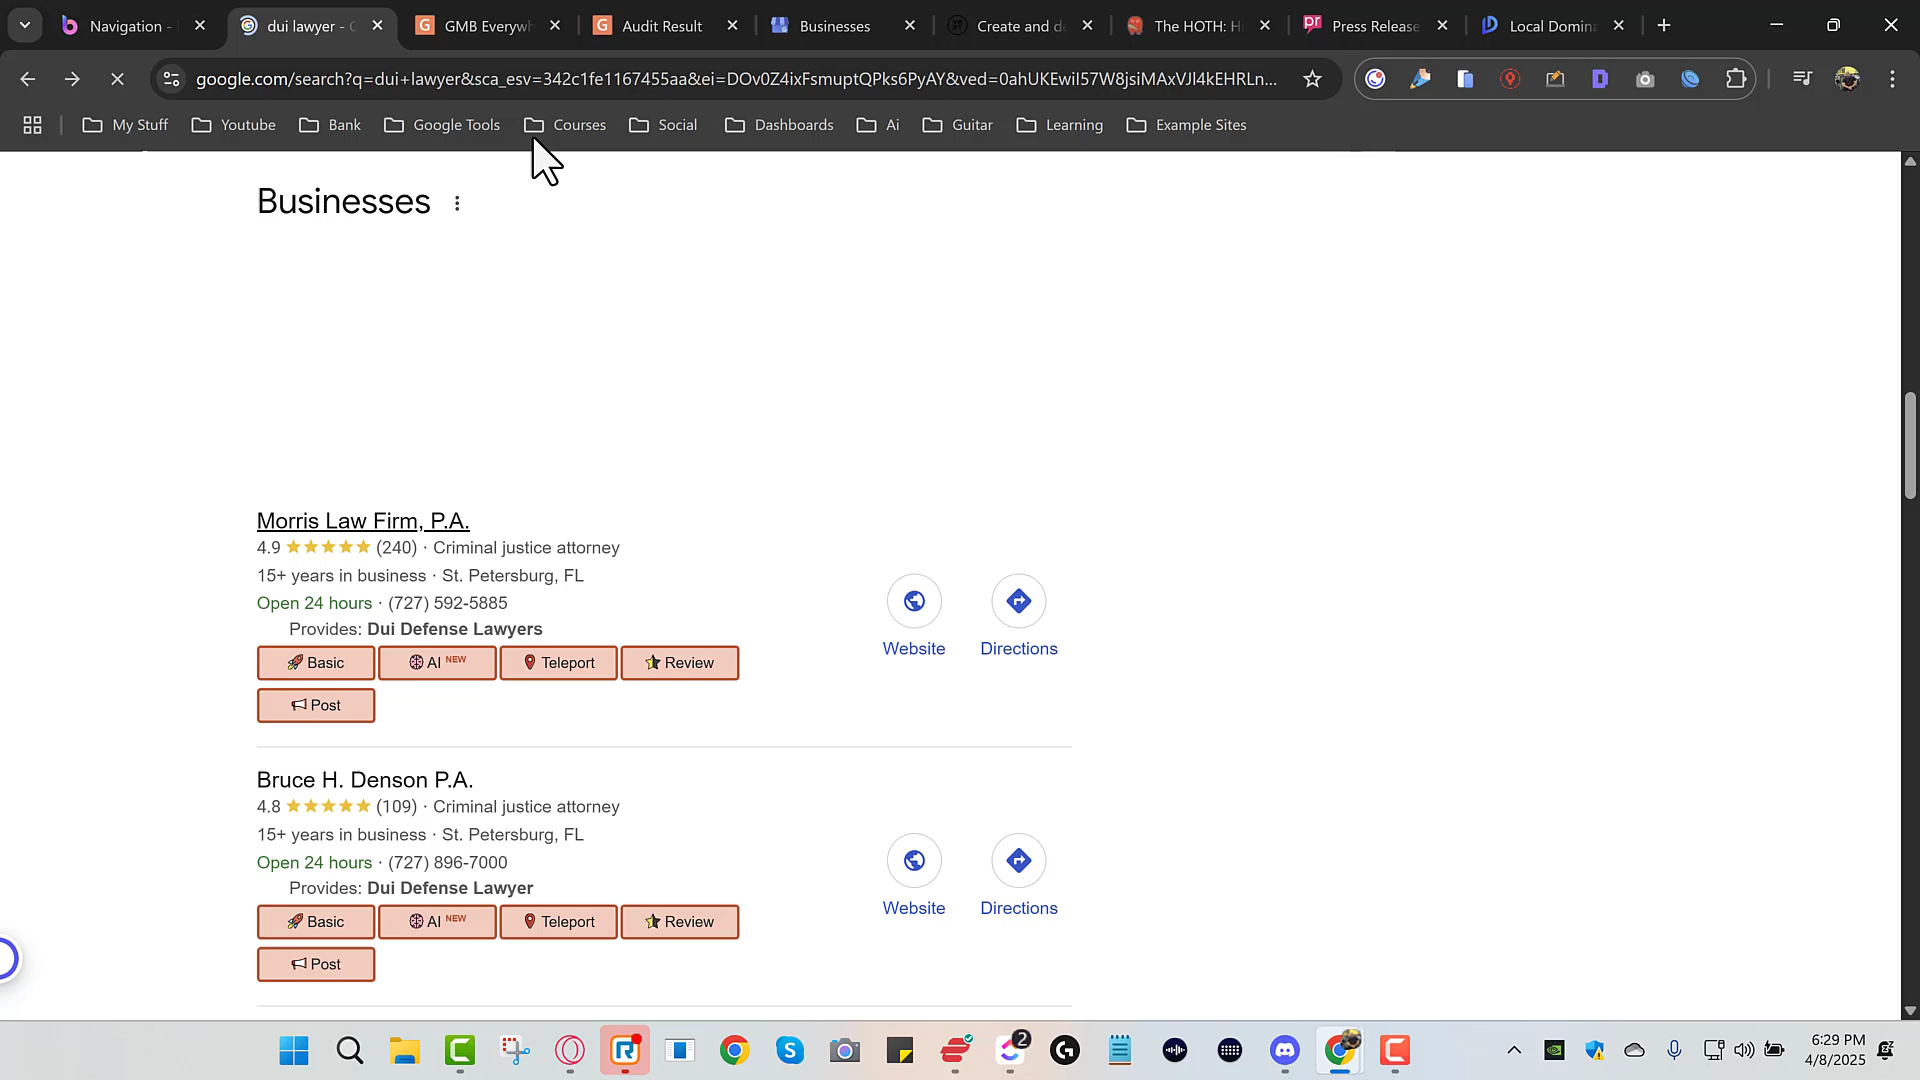 Navigation -
dui lawyer - G
GMB Everywh
Audit Result
Businesses
Create and de
The HOTH: Hi
Press Release
Local Domina
google.com/search?q=dui+lawyer&sca_esv=342c1fe1167455aa&ei=DOv0Z4ixFsmuptQPks6PyAY&ved=0ahUKEwiI57W8jsiMAxVJl4kEHRLn...
My Stuff
Youtube
Bank
Google Tools
Courses
Social
Dashboards
Ai
Guitar
Learning
Example Sites
Businesses
Morris Law Firm, P.A.
4.9 (240) · Criminal justice attorney
15+ years in business · St. Petersburg, FL
Open 24 hours · (727) 592-5885
Provides: Dui Defense Lawyers
Basic
AI NEW
Teleport
Review
Post
Website
Directions
Bruce H. Denson P.A.
4.8 (109) · Criminal justice attorney
15+ years in business · St. Petersburg, FL
Open 24 hours · (727) 896-7000
Provides: Dui Defense Lawyer
Basic
AI NEW
Teleport
Review
Post
Website
Directions
2
6:29 PM
4/8/2025